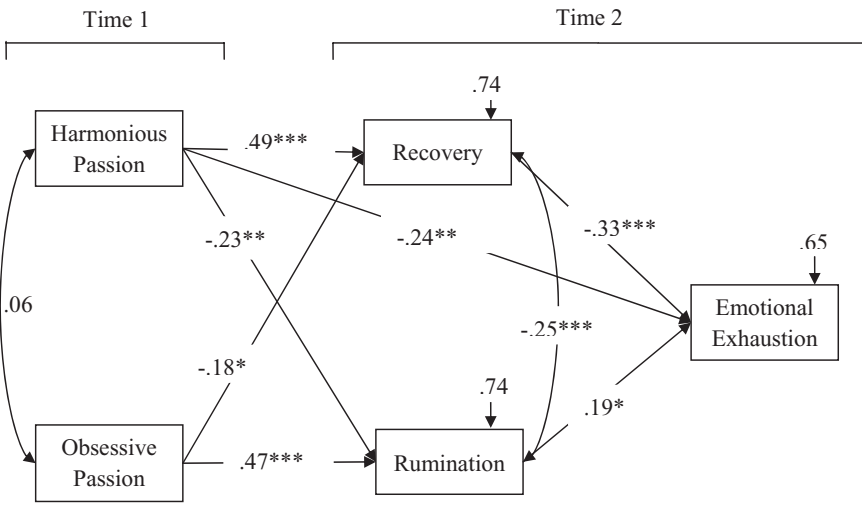 Time 1
Time 2
.74
Harmonious
Passion
.49***
Recovery
-.23**
-.24**
-.33***
.65
.06
Emotional
Exhaustion
-.25***
-.18*
.74
.19*
Obsessive
Passion
.47***
Rumination